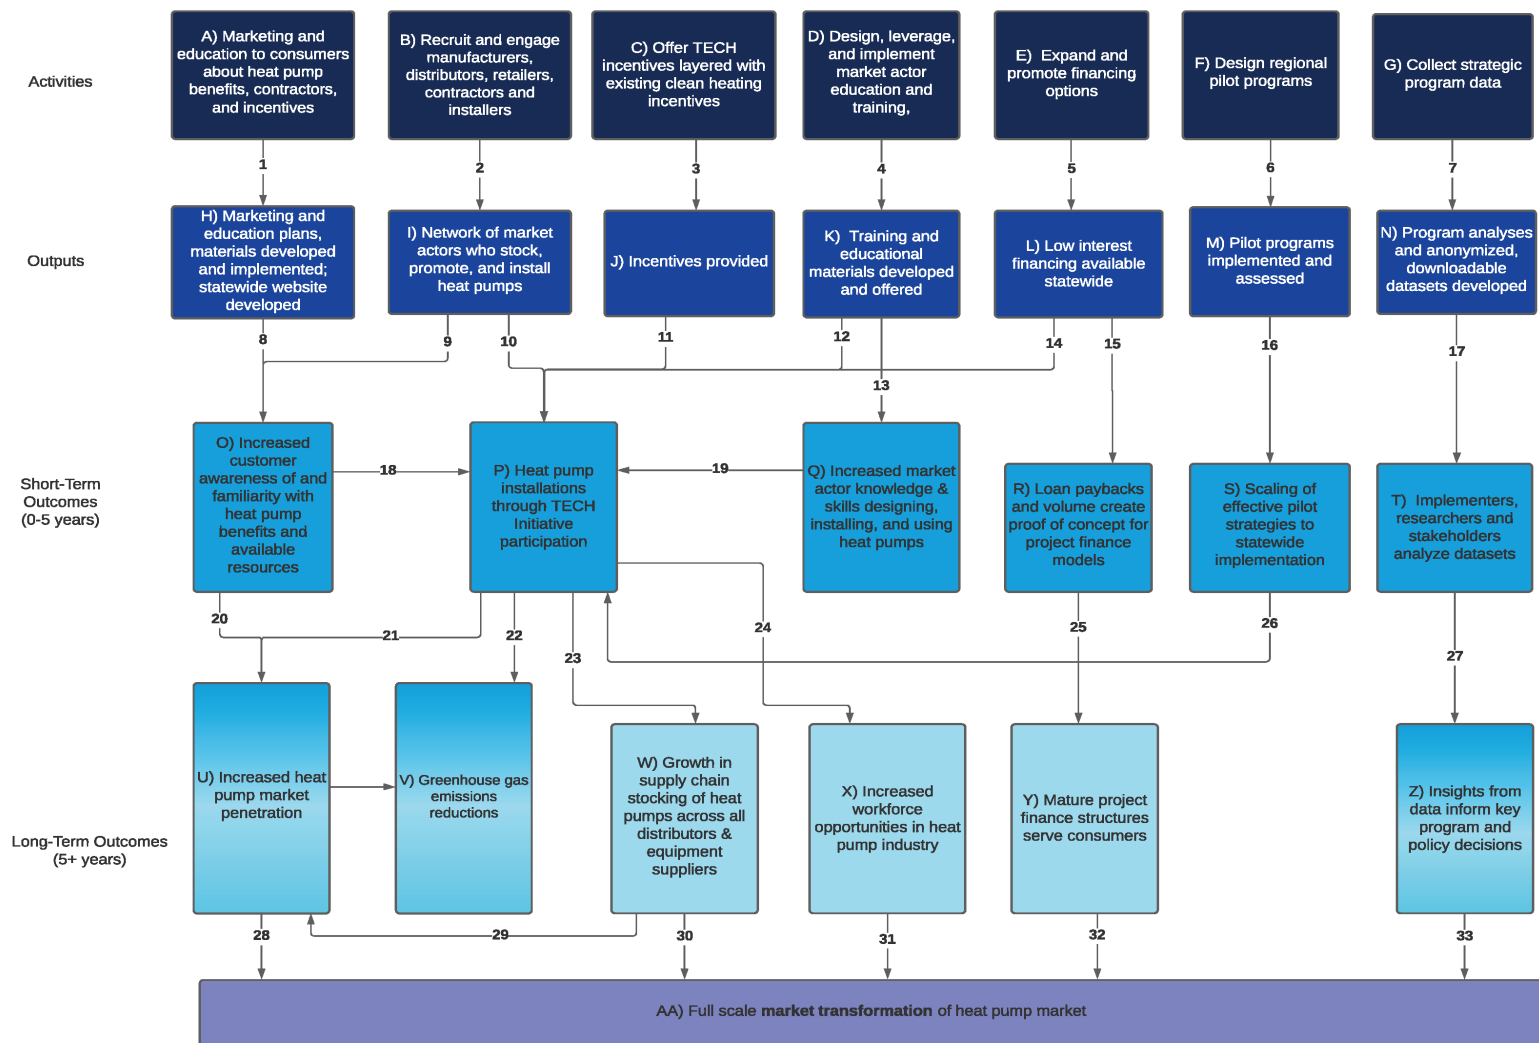 Activities
A) Marketing and
education to consumers
about heat pump
benefits, contractors,
and incentives
B) Recruit and engage
manufacturers,
distributors, retailers,
contractors and
installers
C) Offer TECH
incentives layered with
existing clean heating
incentives
D) Design, leverage,
and implement
market actor
education and
training,
E) Expand and
promote financing
options
F) Design regional
pilot programs
G) Collect strategic
program data
1
2
3
4
5
6
7
Outputs
H) Marketing and
education plans,
materials developed
and implemented;
statewide website
developed
I) Network of market
actors who stock,
promote, and install
heat pumps
J) Incentives provided
K) Training and
educational
materials developed
and offered
L) Low interest
financing available
statewide
M) Pilot programs
implemented and
assessed
N) Program analyses
and anonymized,
downloadable
datasets developed
8
9
10
11
12
13
14
15
16
17
Short-Term
Outcomes
(0-5 years)
O) Increased
customer
awareness of and
familiarity with
heat pump
benefits and
available
resources
18
P) Heat pump
installations
through TECH
Initiative
participation
19
Q) Increased market
actor knowledge &
skills designing,
installing, and using
heat pumps
R) Loan paybacks
and volume create
proof of concept for
project finance
models
S) Scaling of
effective pilot
strategies to
statewide
implementation
T) Implementers,
researchers and
stakeholders
analyze datasets
20
21
22
23
24
25
26
27
Long-Term Outcomes
(5+ years)
U) Increased heat
pump market
penetration
V) Greenhouse gas
emissions
reductions
W) Growth in
supply chain
stocking of heat
pumps across all
distributors &
equipment
suppliers
X) Increased
workforce
opportunities in heat
pump industry
Y) Mature project
finance structures
serve consumers
Z) Insights from
data inform key
program and
policy decisions
28
29
30
31
32
33
AA) Full scale market transformation of heat pump market